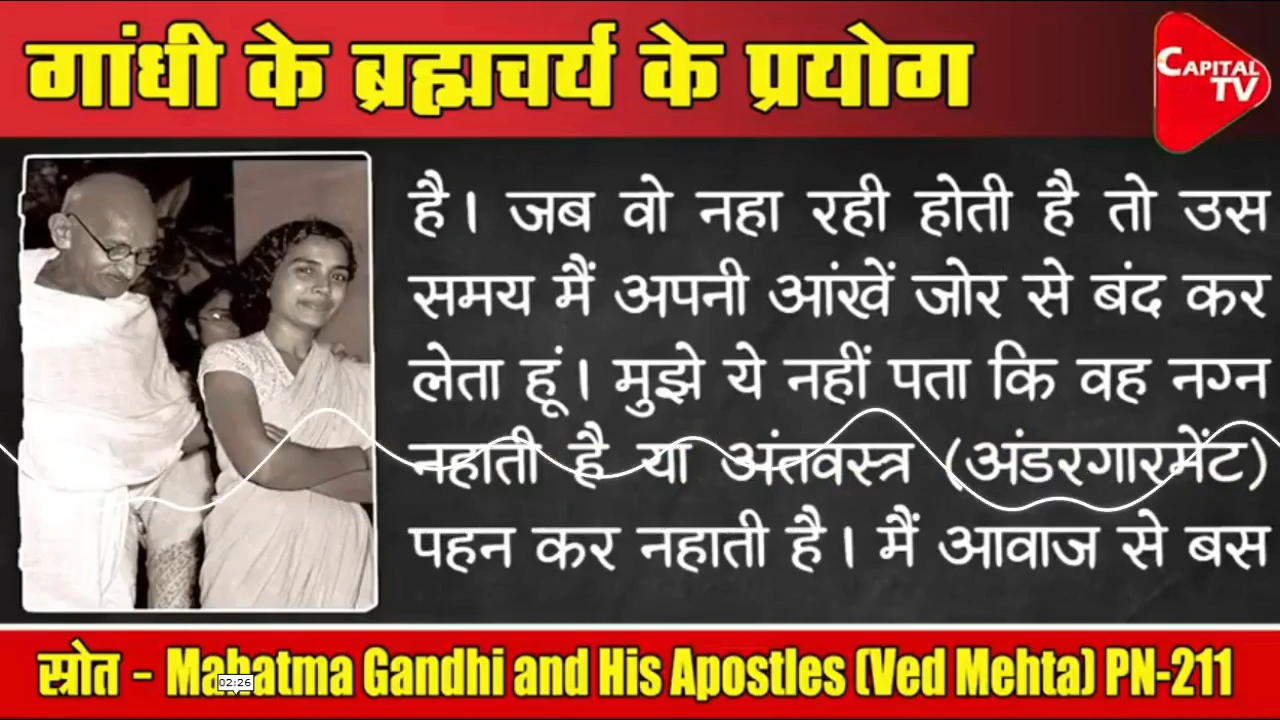 गांधी के ब्रह्मचर्य के प्रयोग
CAPITAL
TV
है। जब वो नहा रही होती है तो उस
समय मैं अपनी आंखें जोर से बंद कर
लेता हूं। मुझे ये नहीं पता कि वह नग्न
नहाती है या अंतवस्त्र (अंडरगारमेंट)
पहन कर नहाती है। मैं आवाज से बस
स्रोत - Mahatma Gandhi and His Apostles (Ved Mehta) PN-211
02:26